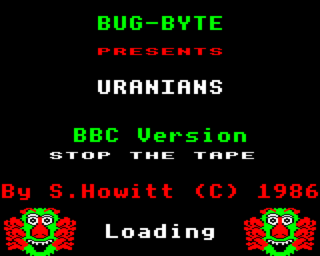 BUG-BYTE
PRESENTS
URANIANS
BBC Version
STOP THE TAPE
By S.Howitt (C) 1986
Loading